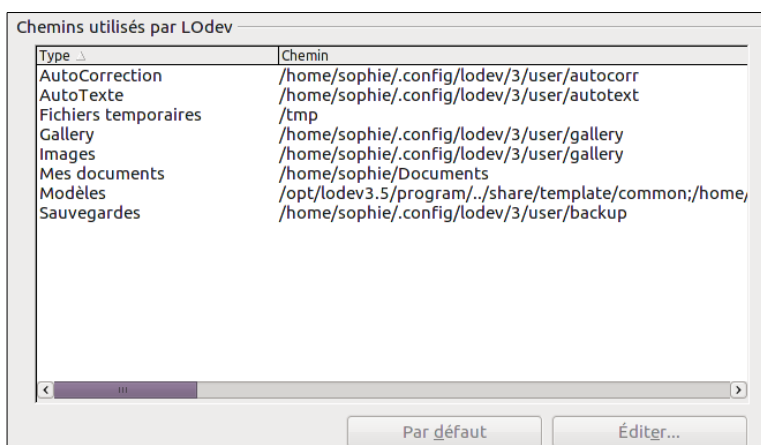 Chemins utilisés par LOdev
Type Chemin
AutoCorrection /home/sophie/.config/lodev/3/user/autocorr
AutoTexte /home/sophie/.config/lodev/3/user/autotext
Fichiers temporaires /tmp
Gallery /home/sophie/.config/lodev/3/user/gallery
Images /home/sophie/.config/lodev/3/user/gallery
Mes documents /home/sophie/Documents
Modèles /opt/lodev3.5/program/../share/template/common;/home/
Sauvegardes /home/sophie/.config/lodev/3/user/backup
Par défaut Éditer...